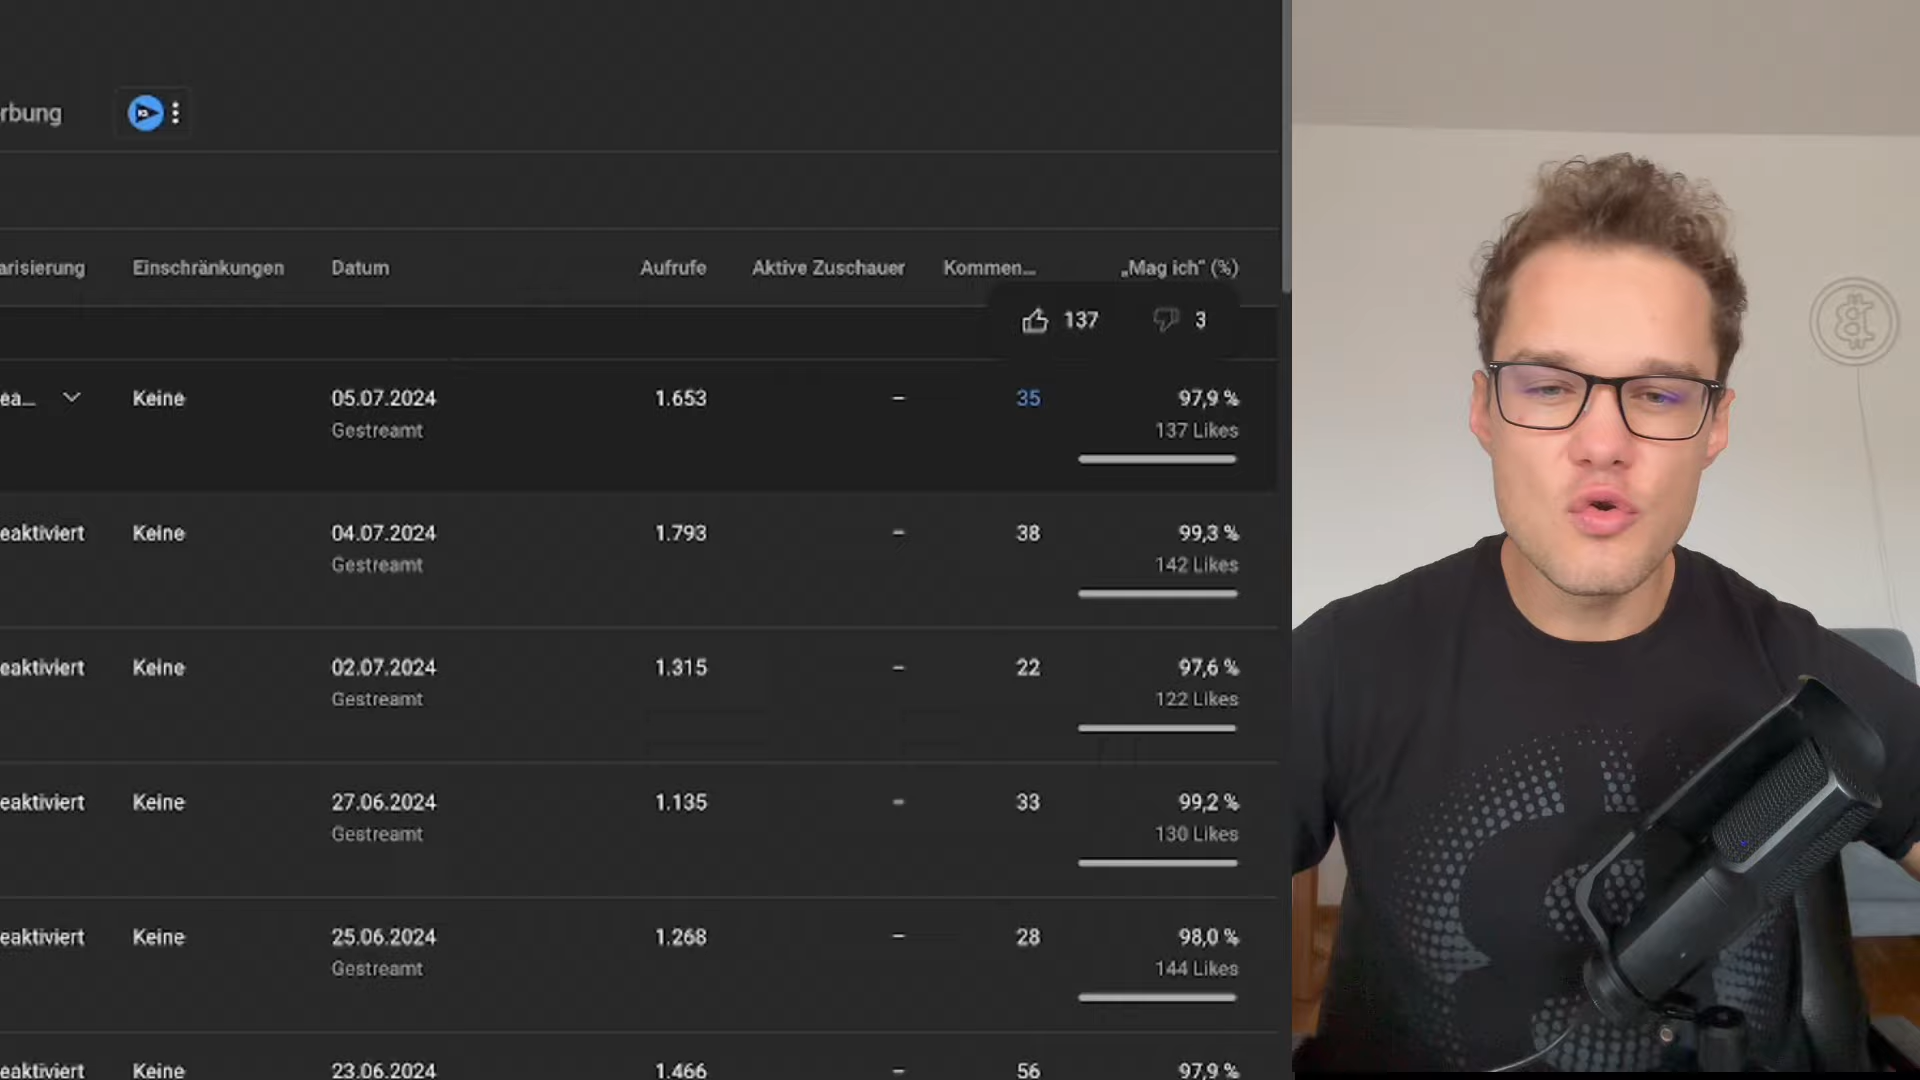 rbung
arisierung Einschränkungen Datum Aufrufe Aktive Zuschauer Kommen... „Mag ich“ (%)
137 3
ea... Keine 05.07.2024 1.653 – 35 97,9 %
Gestreamt 137 Likes
eaktiviert Keine 04.07.2024 1.793 – 38 99,3 %
Gestreamt 142 Likes
eaktiviert Keine 02.07.2024 1.315 – 22 97,6 %
Gestreamt 122 Likes
eaktiviert Keine 27.06.2024 1.135 – 33 99,2 %
Gestreamt 130 Likes
eaktiviert Keine 25.06.2024 1.268 – 28 98,0 %
Gestreamt 144 Likes
eaktiviert Keine 23.06.2024 1.466 – 56 97,9 %